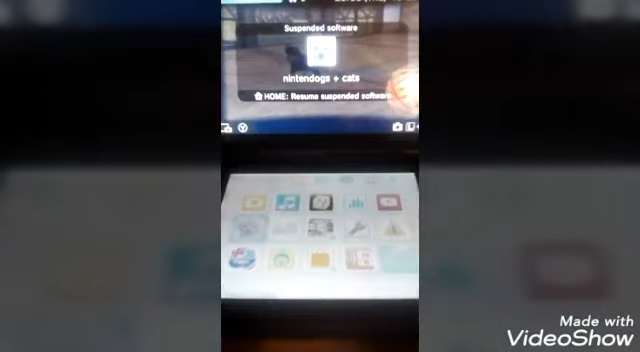 Suspended software
nintendogs + cats
HOME: Resume suspended software
Made with
VideoShow